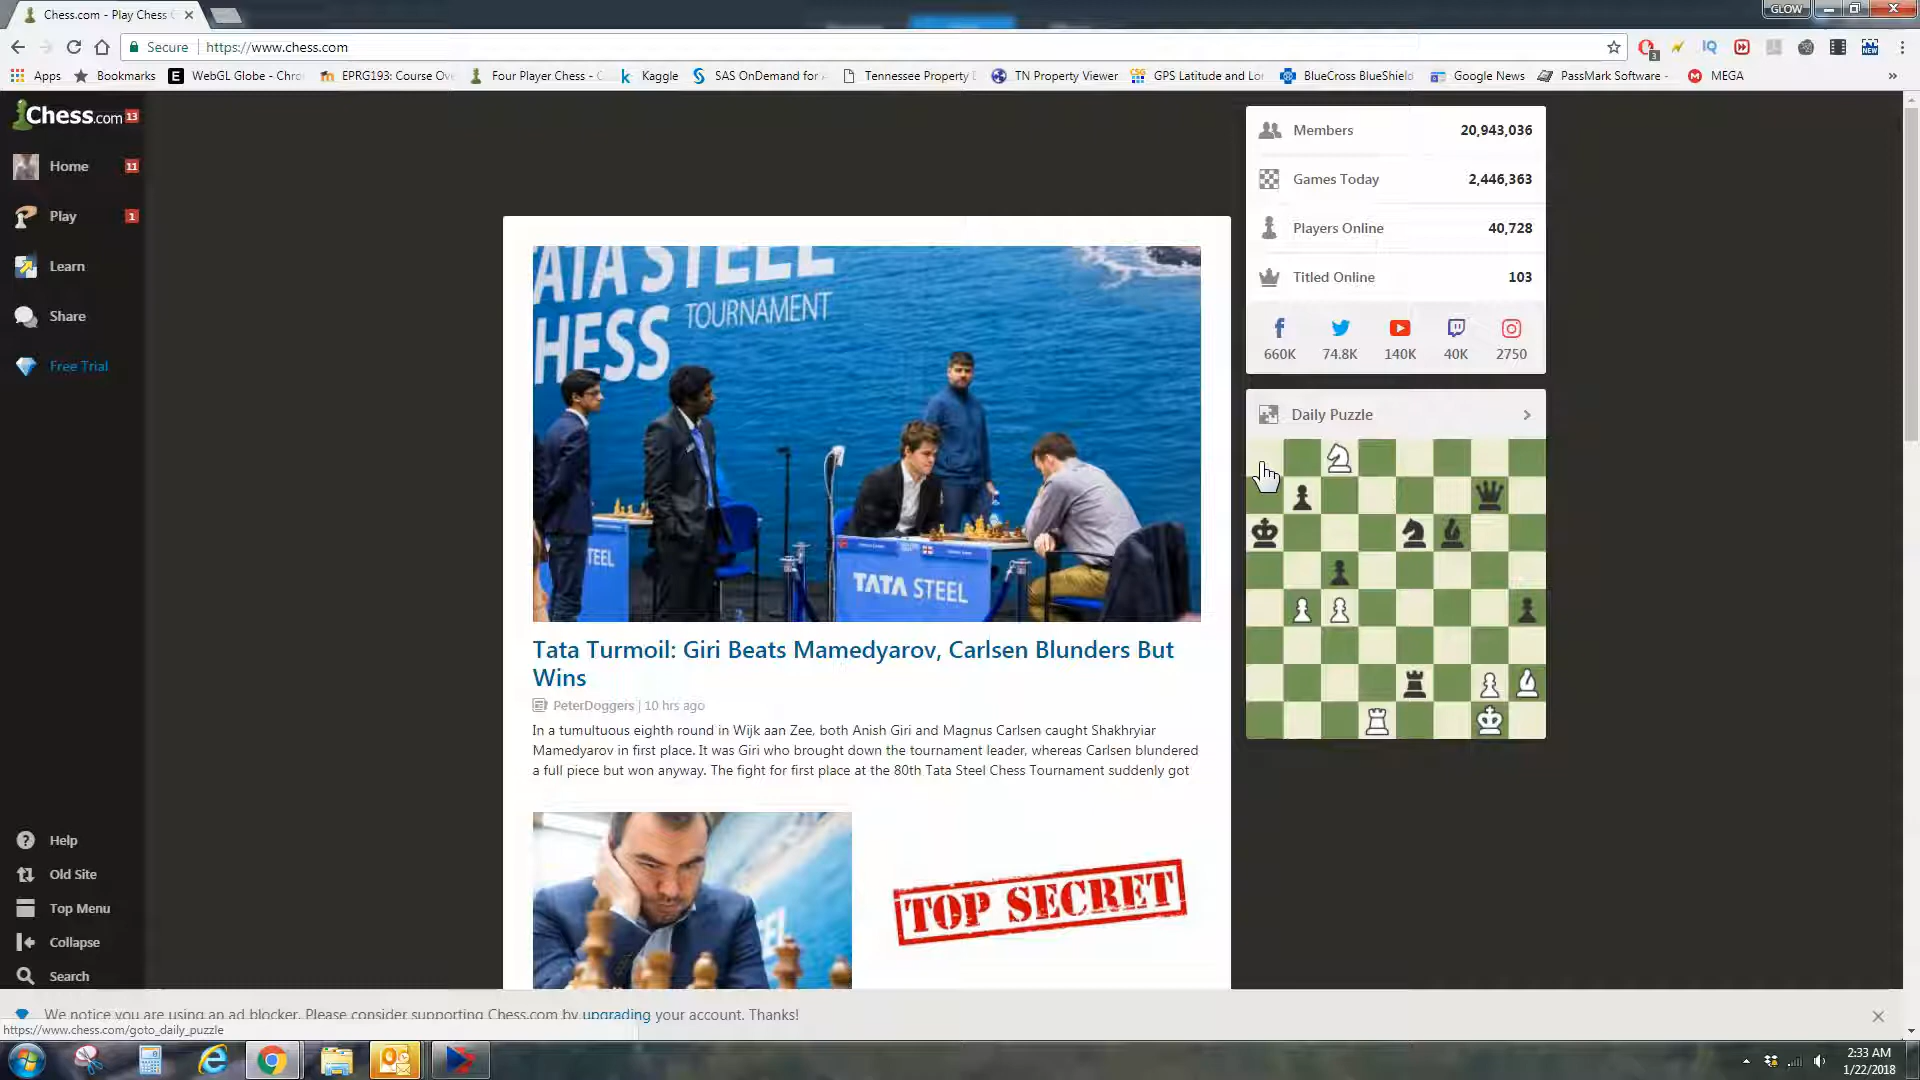 Chess.com - Play Chess
GLOW
Secure
https://www.chess.com
3
NEW
Apps
Bookmarks
WebGL Globe - Chro
EPRG193: Course Ov
Four Player Chess - C
Kaggle
SAS OnDemand for
Tennessee Property
TN Property Viewer
GPS Latitude and Lo
BlueCross BlueShield
Google News
PassMark Software -
MEGA
Chess.com 13
Home 11
Play 1
Learn
Share
Free Trial
Help
Old Site
Top Menu
Collapse
Search
ATA STEEL
CHESS TOURNAMENT
STEEL
TATA STEEL
Tata Turmoil: Giri Beats Mamedyarov, Carlsen Blunders But
Wins
PeterDoggers | 10 hrs ago
In a tumultuous eighth round in Wijk aan Zee, both Anish Giri and Magnus Carlsen caught Shakhryiar
Mamedyarov in first place. It was Giri who brought down the tournament leader, whereas Carlsen blundered
a full piece but won anyway. The fight for first place at the 80th Tata Steel Chess Tournament suddenly got
TOP SECRET
Members 20,943,036
Games Today 2,446,363
Players Online 40,728
Titled Online 103
660K 74.8K 140K 40K 2750
Daily Puzzle
We notice you are using an ad blocker. Please consider supporting Chess.com by upgrading your account. Thanks!
https://www.chess.com/goto_daily_puzzle
2:33 AM
1/22/2018